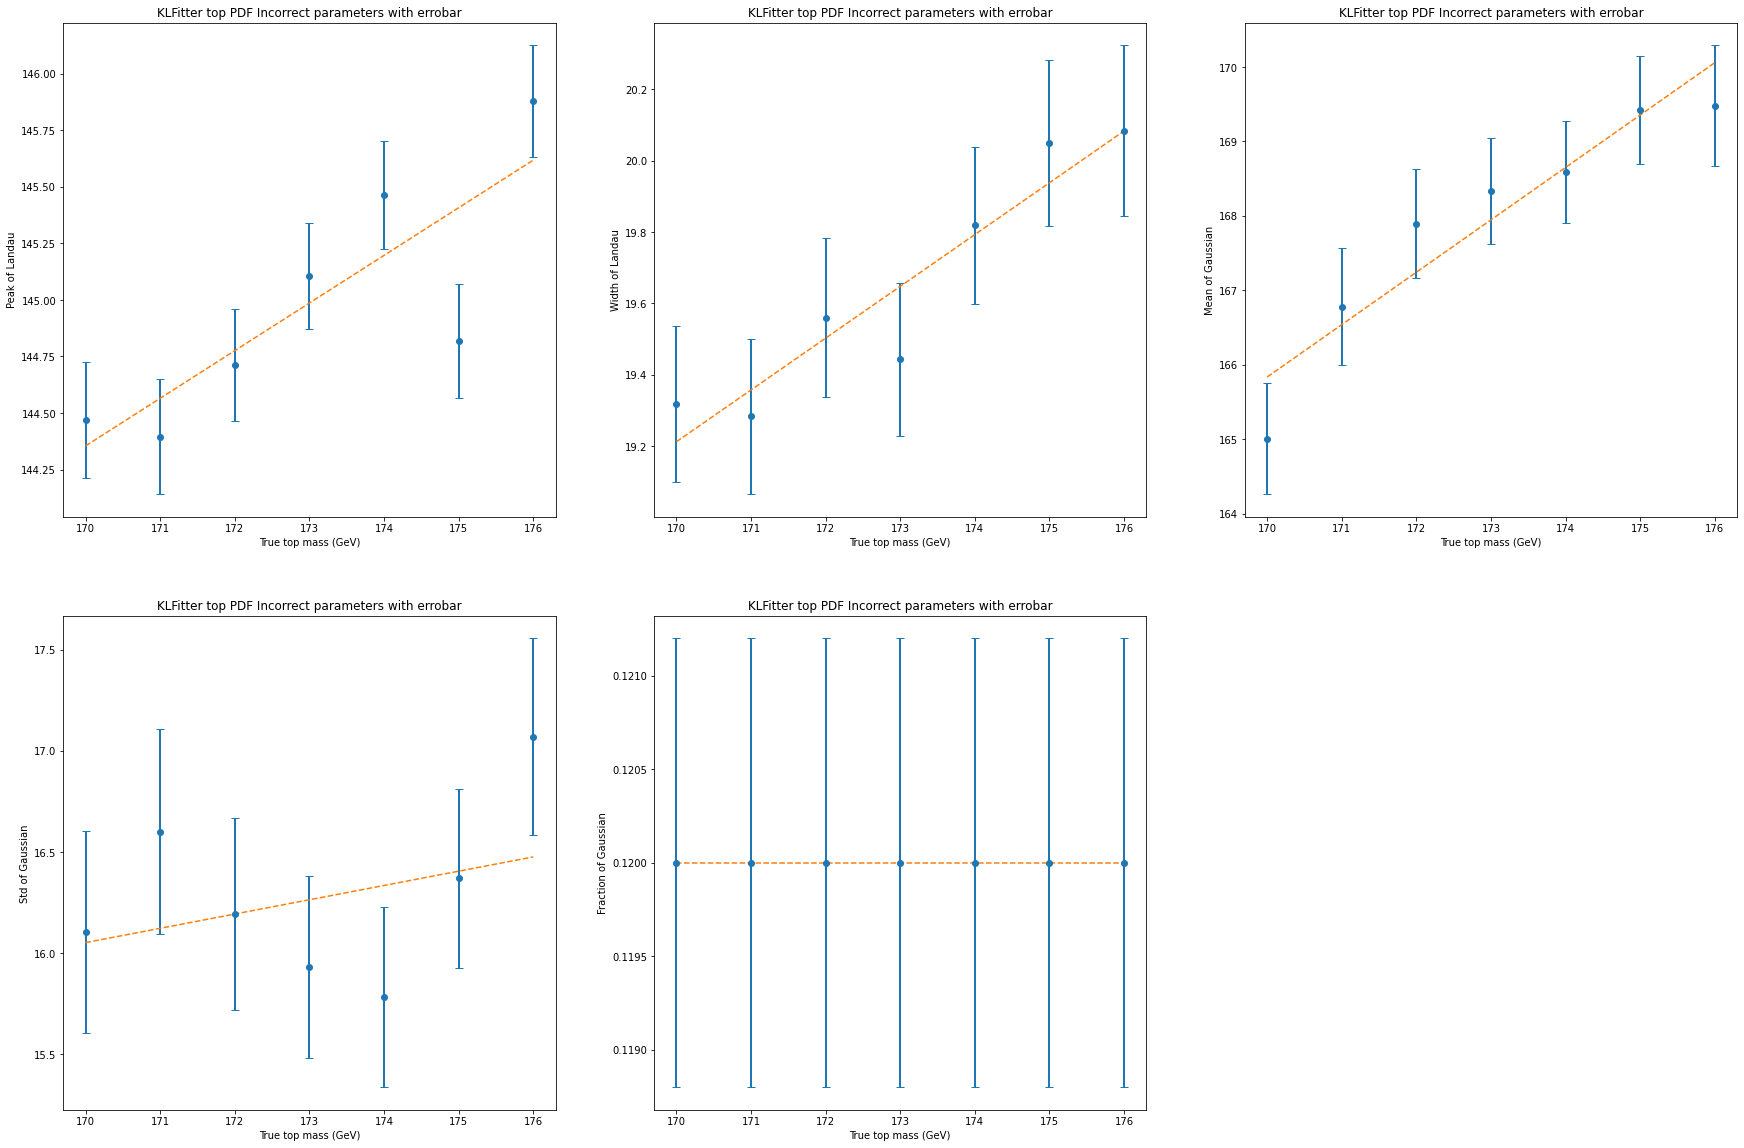 KLFitter top PDF Incorrect parameters with errobar
Peak of Landau
146.00
145.75
145.50
145.25
145.00
144.75
144.50
144.25
170 171 172 173 174 175 176
True top mass (GeV)
KLFitter top PDF Incorrect parameters with errobar
Width of Landau
20.2
20.0
19.8
19.6
19.4
19.2
170 171 172 173 174 175 176
True top mass (GeV)
KLFitter top PDF Incorrect parameters with errobar
Mean of Gaussian
170
169
168
167
166
165
164
170 171 172 173 174 175 176
True top mass (GeV)
KLFitter top PDF Incorrect parameters with errobar
Std of Gaussian
17.5
17.0
16.5
16.0
15.5
170 171 172 173 174 175 176
True top mass (GeV)
KLFitter top PDF Incorrect parameters with errobar
Fraction of Gaussian
0.1210
0.1205
0.1200
0.1195
0.1190
170 171 172 173 174 175 176
True top mass (GeV)